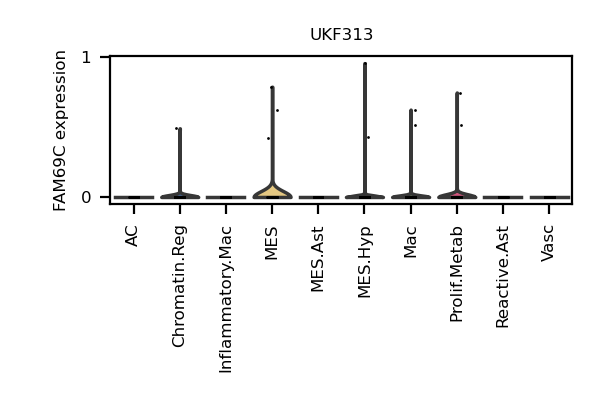 UKF313
FAM69C expression
1
0
AC
Chromatin.Reg
Inflammatory.Mac
MES
MES.Ast
MES.Hyp
Mac
Prolif.Metab
Reactive.Ast
Vasc